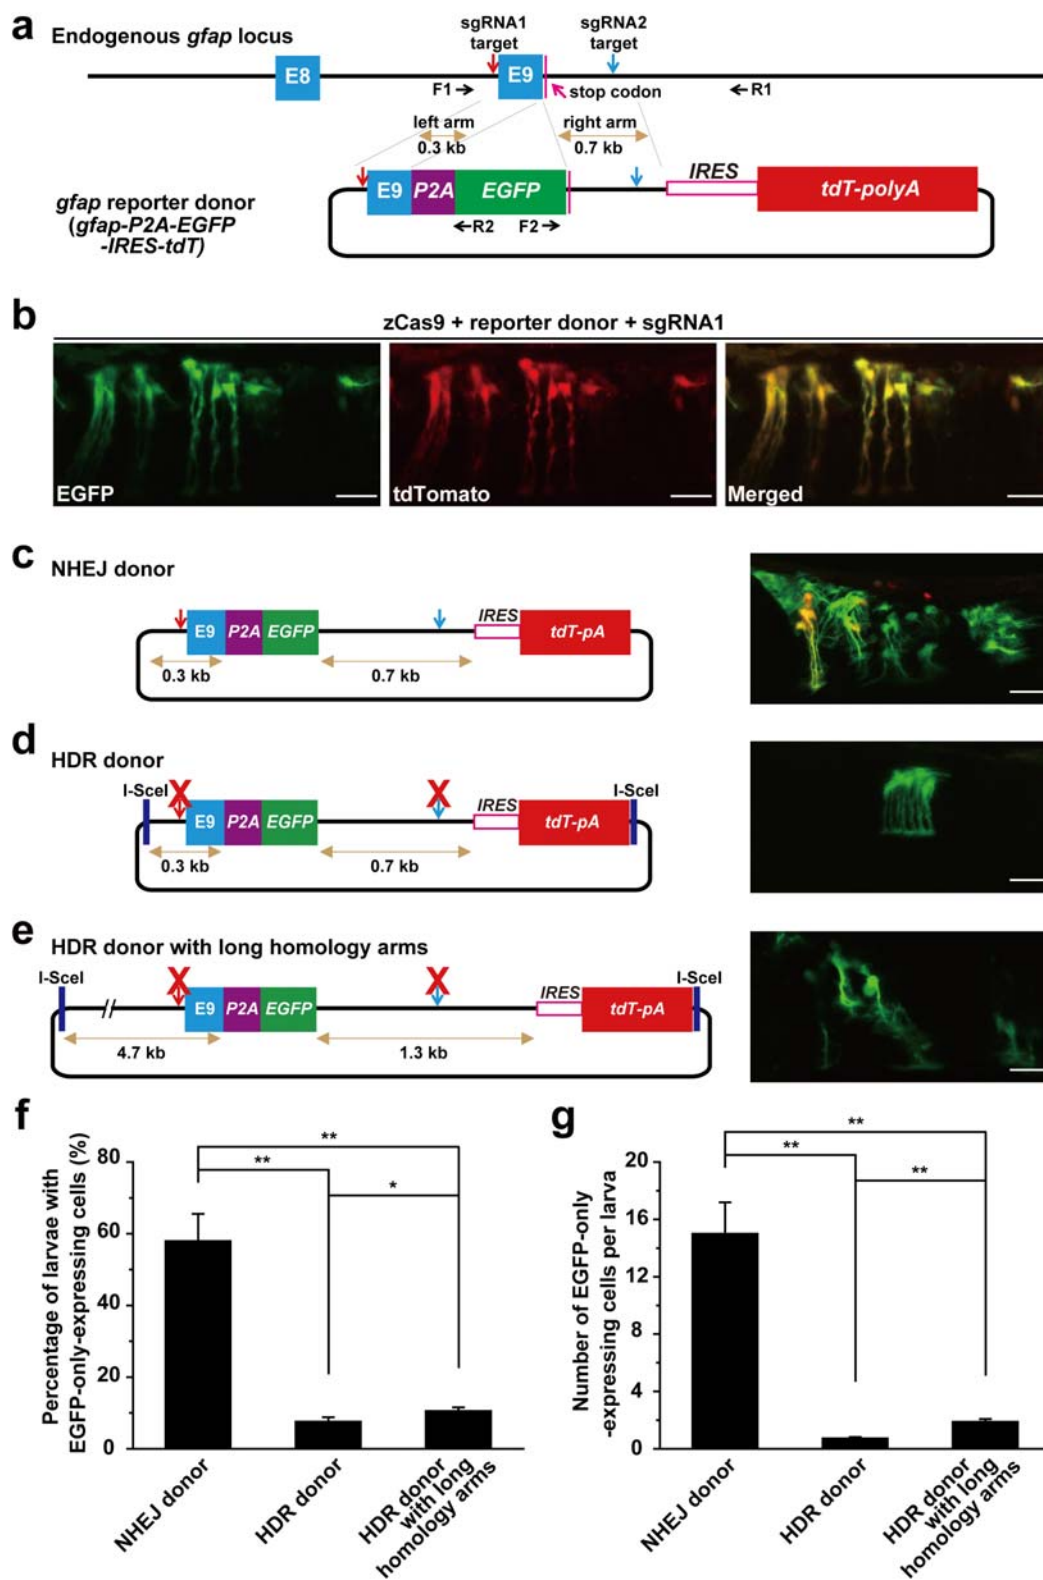 a
Endogenous gfap locus
sgRNA1 target
sgRNA2 target
E8
E9
F1
stop codon
R1
left arm
0.3 kb
right arm
0.7 kb
E9 P2A EGFP
IRES
tdT-polyA
R2 F2
gfap reporter donor
(gfap-P2A-EGFP
-IRES-tdT)
b
zCas9 + reporter donor + sgRNA1
EGFP
tdTomato
Merged
c
NHEJ donor
E9 P2A EGFP
IRES
tdT-pA
0.3 kb
0.7 kb
d
HDR donor
I-SceI
X
X
I-SceI
E9 P2A EGFP
IRES
tdT-pA
0.3 kb
0.7 kb
e
HDR donor with long homology arms
I-SceI
X
X
I-SceI
//
E9 P2A EGFP
IRES
tdT-pA
4.7 kb
1.3 kb
f
Percentage of larvae with
EGFP-only-expressing cells (%)
80
60
40
20
0
**
**
*
NHEJ donor
HDR donor
HDR donor
with long
homology arms
g
Number of EGFP-only
-expressing cells per larva
20
16
12
8
4
0
**
**
**
NHEJ donor
HDR donor
HDR donor
with long
homology arms